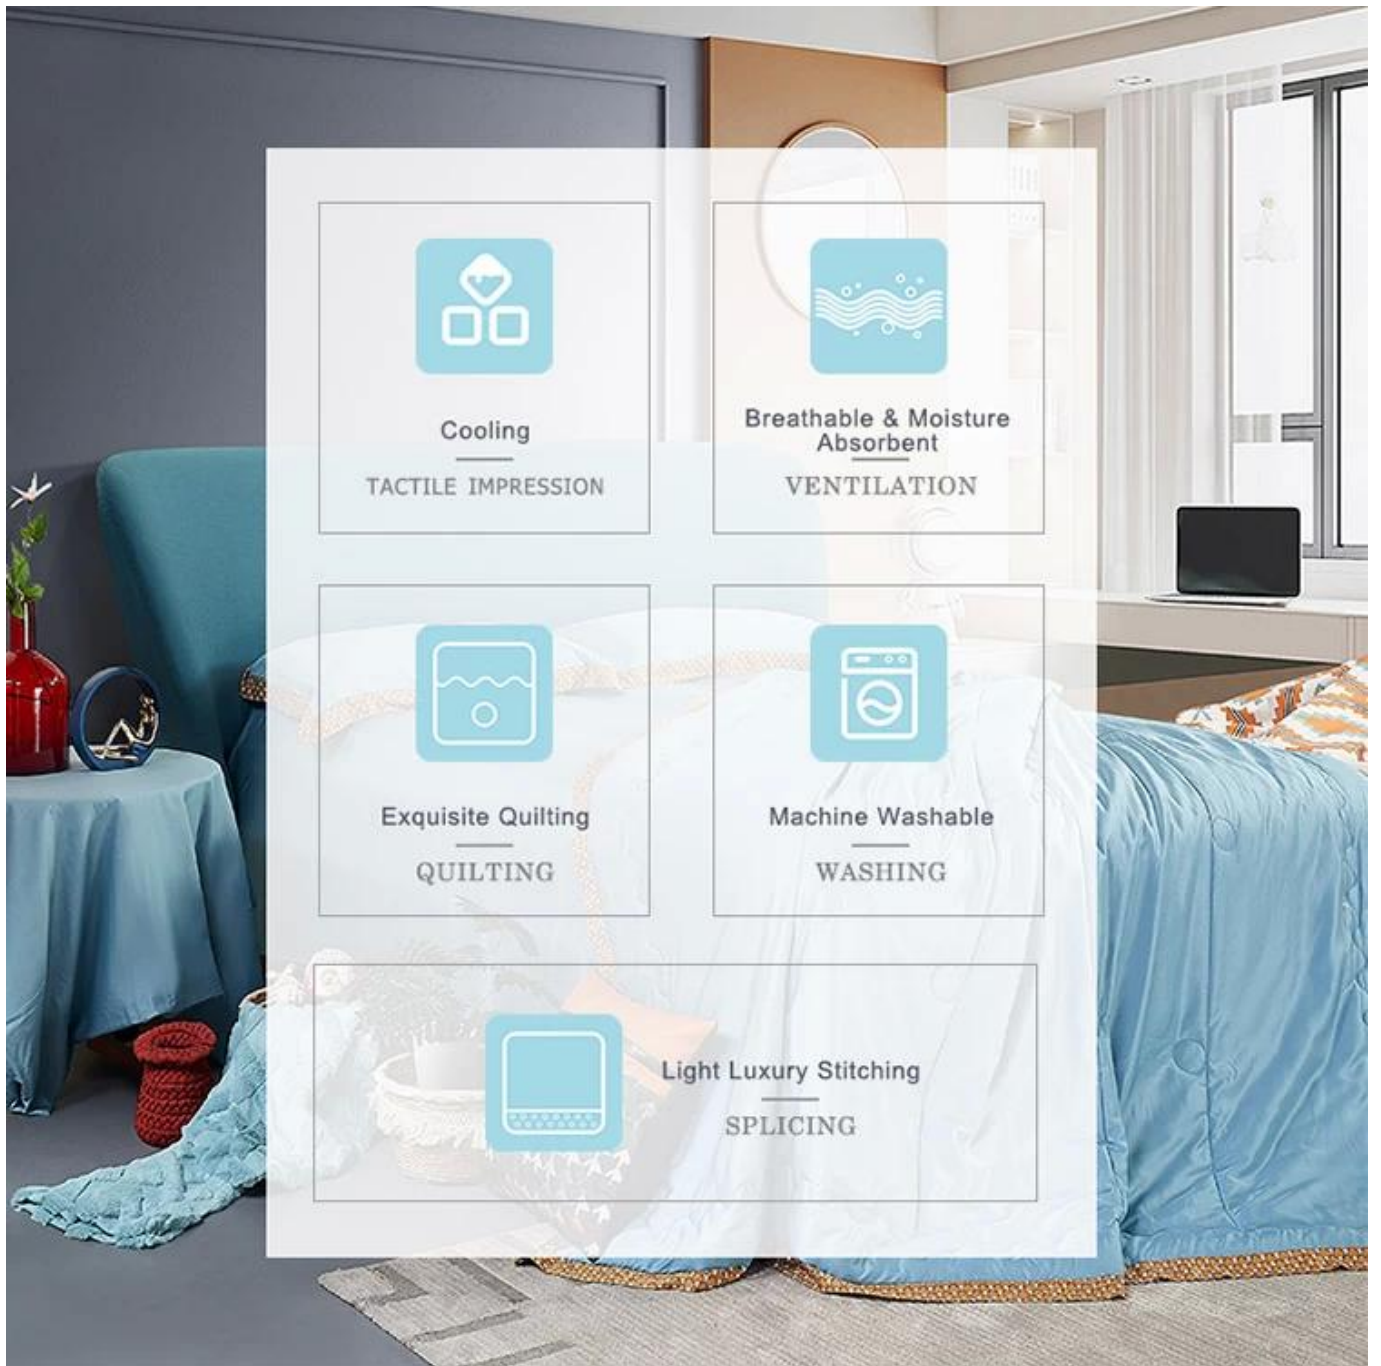 Cooling
TACTILE IMPRESSION
Breathable & Moisture
Absorbent
VENTILATION
Exquisite Quilting
QUILTING
Machine Washable
WASHING
Light Luxury Stitching
SPLICING